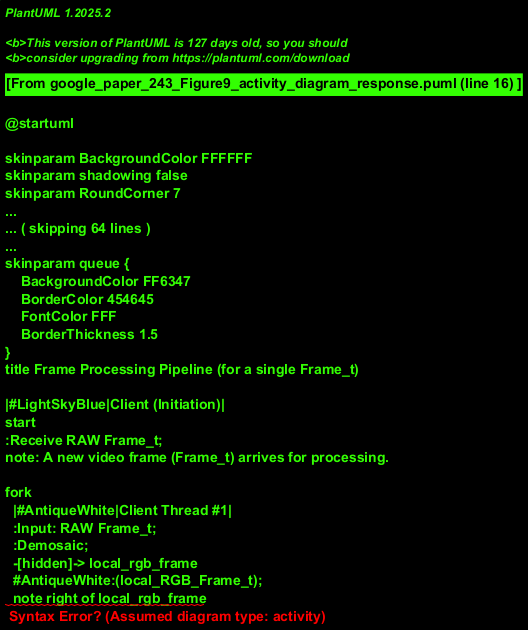 PlantUML 1.2025.2
<b>This version of PlantUML is 127 days old, so you should
<b>consider upgrading from https://plantuml.com/download
[From google_paper_243_Figure9_activity_diagram_response.puml (line 16) ]
@startuml
skinparam BackgroundColor FFFFFF
skinparam shadowing false
skinparam RoundCorner 7
...
... ( skipping 64 lines )
...
skinparam queue {
BackgroundColor FF6347
BorderColor 454645
FontColor FFF
BorderThickness 1.5
}
title Frame Processing Pipeline (for a single Frame_t)
|#LightSkyBlue|Client (Initiation)|
start
:Receive RAW Frame_t;
note: A new video frame (Frame_t) arrives for processing.
fork
|#AntiqueWhite|Client Thread #1|
:Input: RAW Frame_t;
:Demosaic;
-[hidden]-> local_rgb_frame
#AntiqueWhite:(local_RGB_Frame_t);
note right of local_rgb_frame
Syntax Error? (Assumed diagram type: activity)